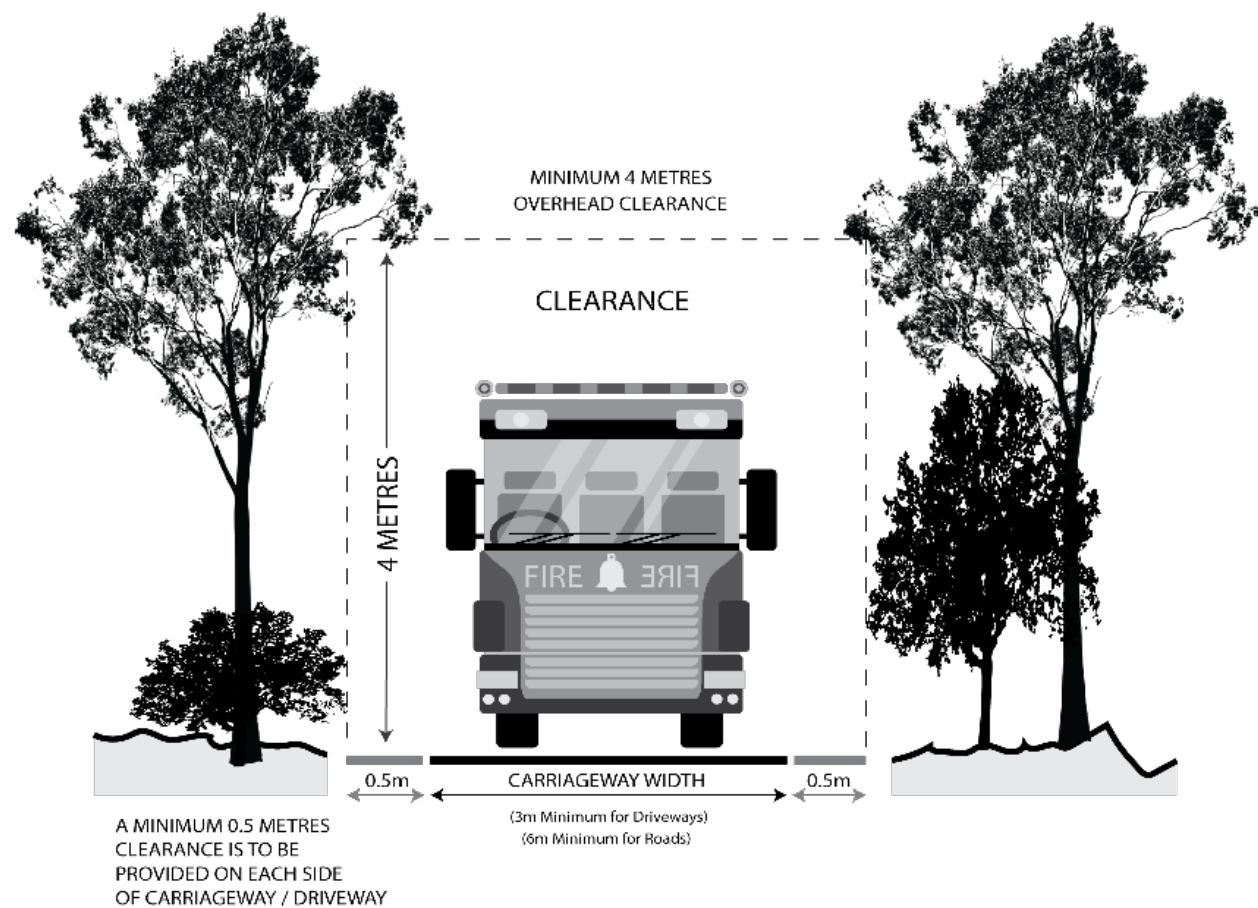 MINIMUM 4 METRES
OVERHEAD CLEARANCE
CLEARANCE
4 METRES
FIRE FIRE
0.5m
CARRIAGEWAY WIDTH
0.5m
(3m Minimum for Driveways)
(6m Minimum for Roads)
A MINIMUM 0.5 METRES
CLEARANCE IS TO BE
PROVIDED ON EACH SIDE
OF CARRIAGEWAY / DRIVEWAY